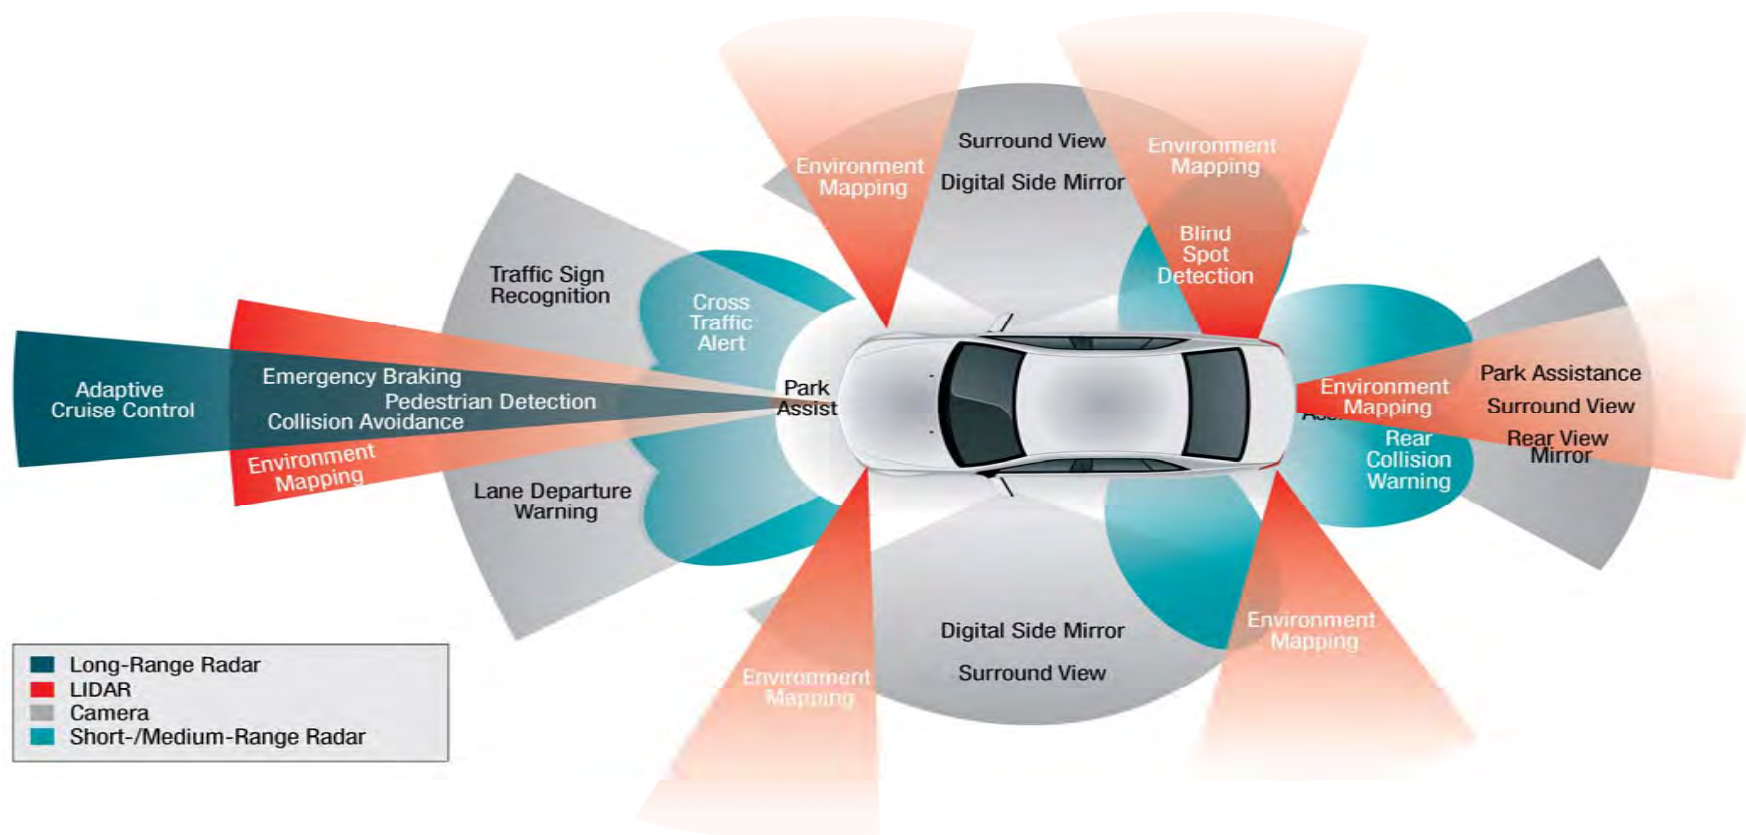 Surround View
Digital Side Mirror
Environment
Mapping
Environment
Mapping
Blind
Spot
Detection
Traffic Sign
Recognition
Cross
Traffic
Alert
Adaptive
Cruise Control
Emergency Braking
Pedestrian Detection
Collision Avoidance
Environment
Mapping
Lane Departure
Warning
Park
Assist
Environment
Mapping
Park Assistance
Surround View
Rear View
Mirror
Rear
Collision
Warning
Digital Side Mirror
Surround View
Environment
Mapping
Environment
Mapping
Long-Range Radar
LIDAR
Camera
Short-/Medium-Range Radar